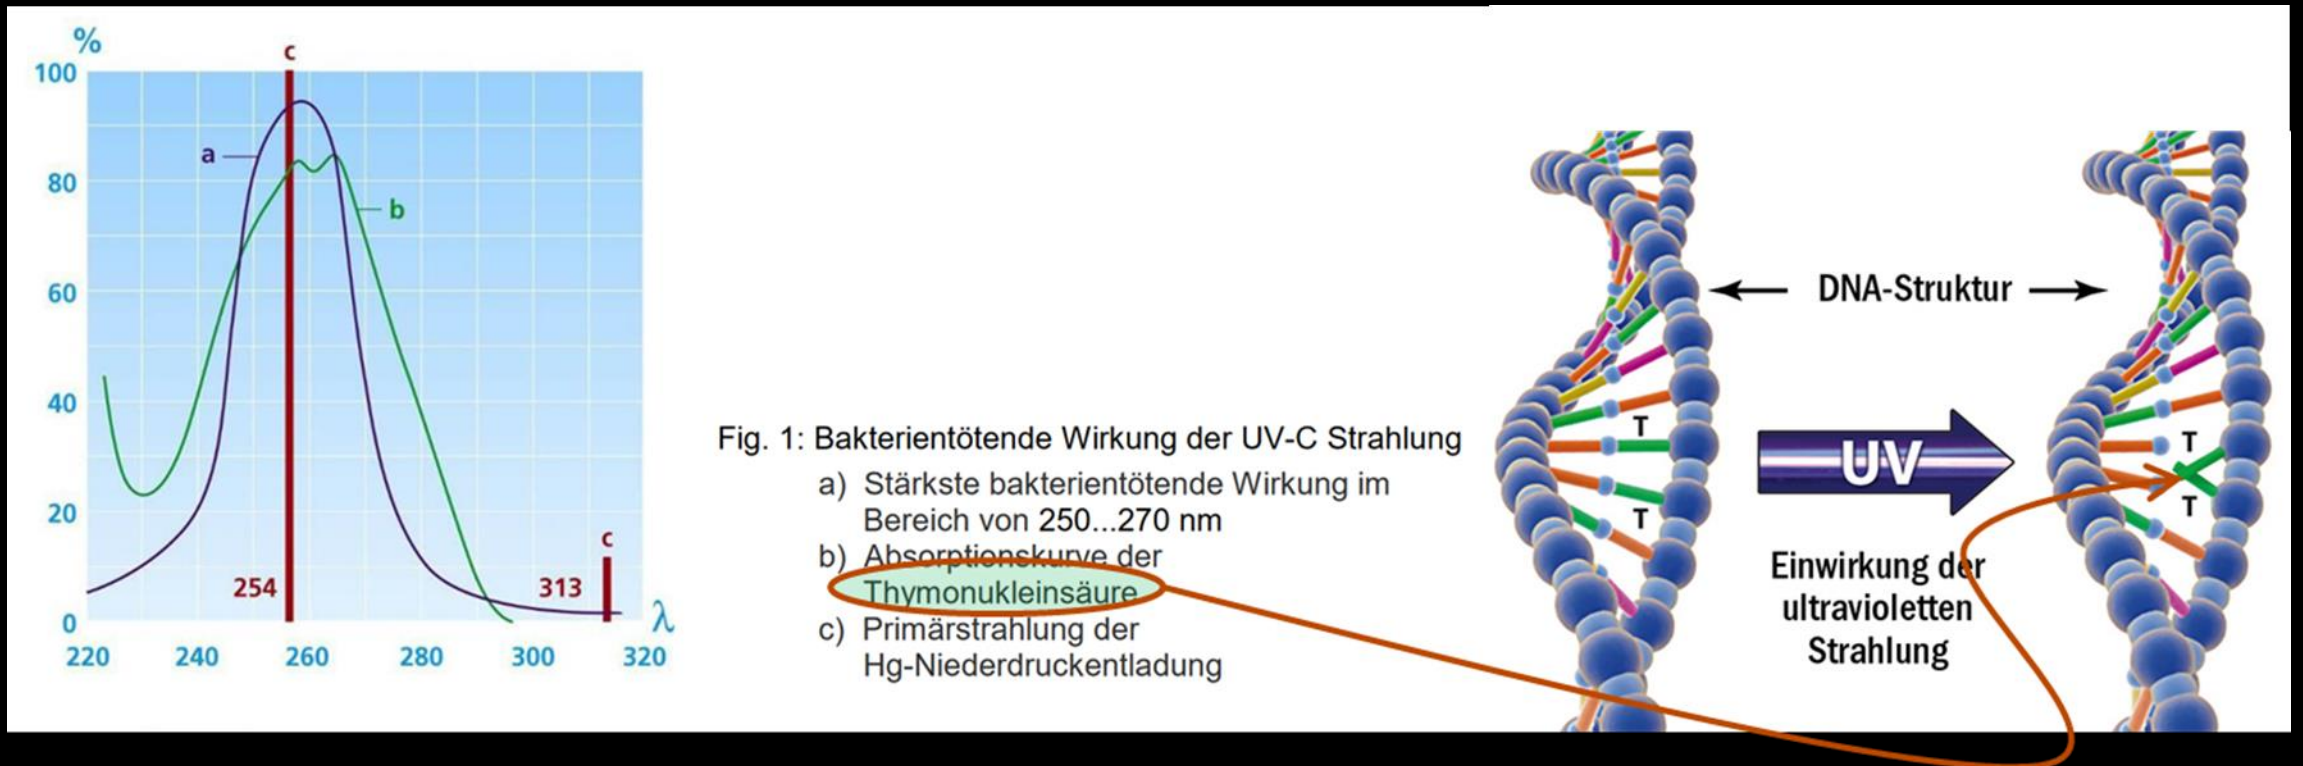 %
c
100
a
80
b
60
40
20
254
313
c
0
λ
220 240 260 280 300 320
Fig. 1: Bakterientötende Wirkung der UV-C Strahlung
a) Stärkste bakterientötende Wirkung im
Bereich von 250...270 nm
b) Absorptionskurve der
Thymonukleinsäure
c) Primärstrahlung der
Hg-Niederdruckentladung
DNA-Struktur
T
T
UV
T
T
Einwirkung der
ultravioletten
Strahlung